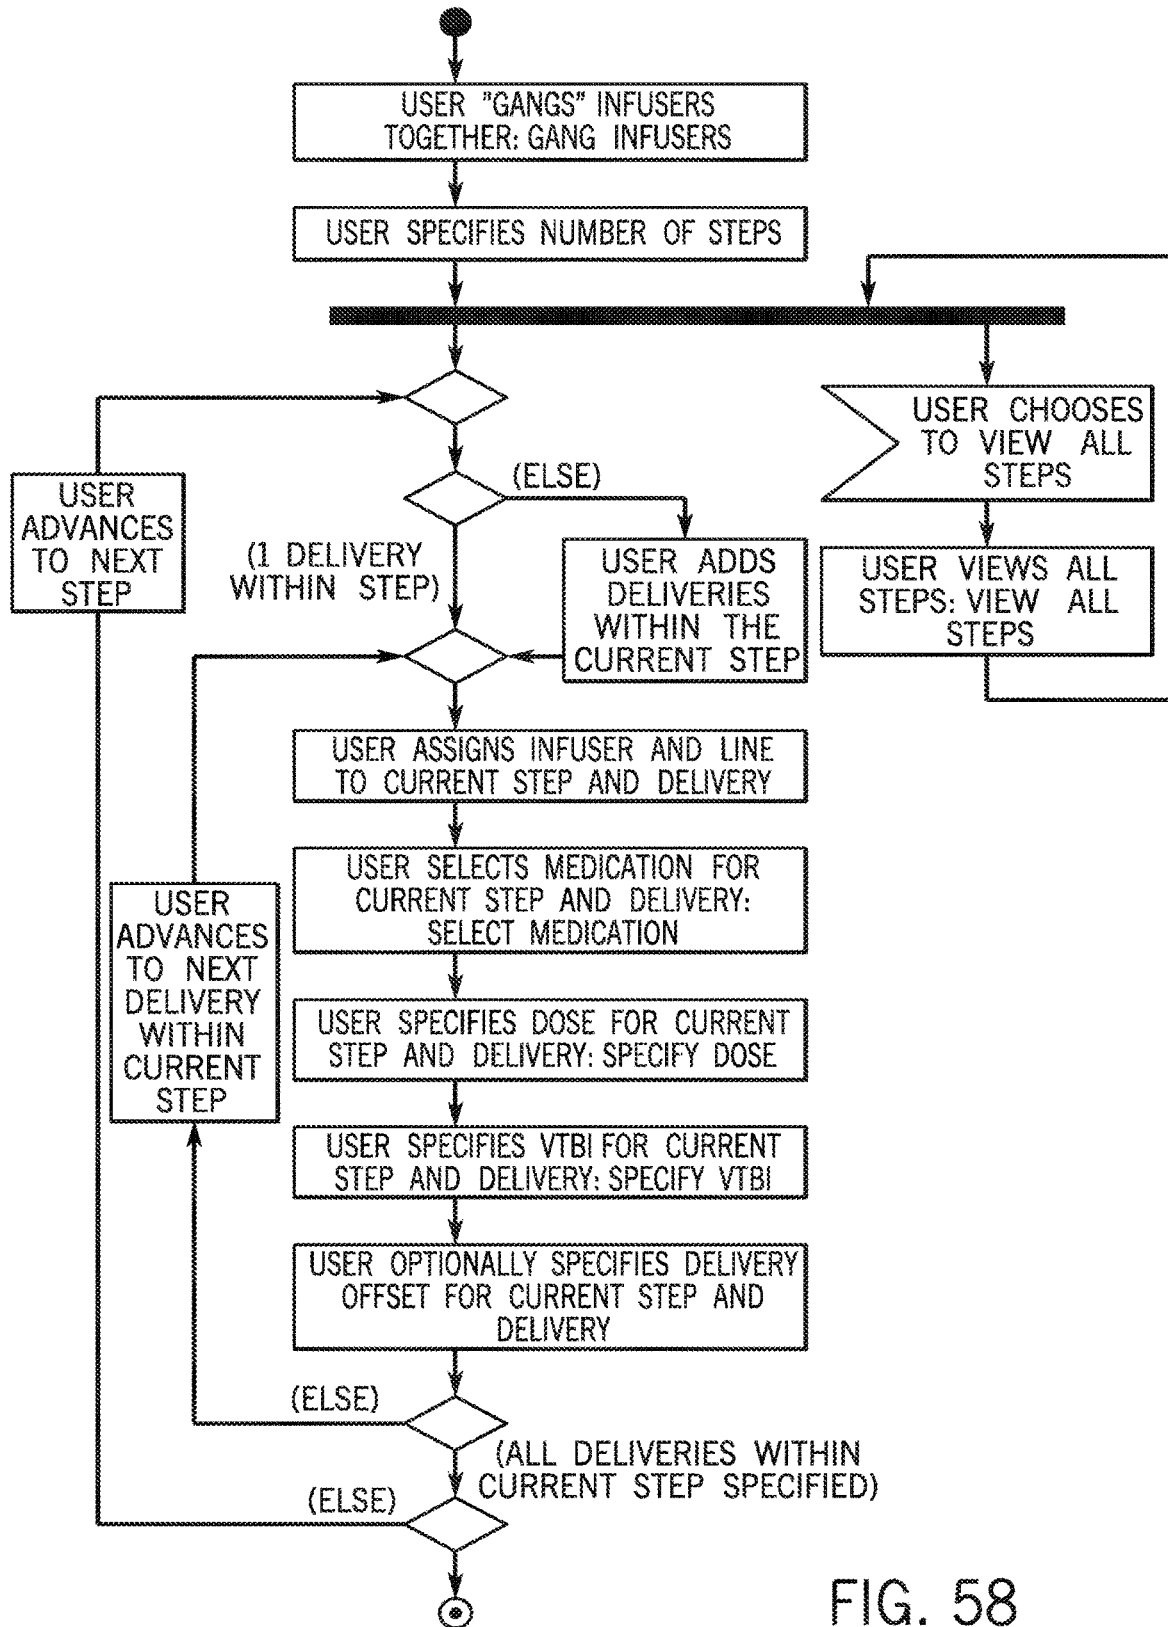 USER "GANGS" INFUSERS
TOGETHER: GANG INFUSERS
USER SPECIFIES NUMBER OF STEPS
USER CHOOSES
TO VIEW ALL
STEPS
USER VIEWS ALL
STEPS: VIEW ALL
STEPS
USER
ADVANCES
TO NEXT
STEP
(ELSE)
(1 DELIVERY
WITHIN STEP)
USER ADDS
DELIVERIES
WITHIN THE
CURRENT STEP
USER ASSIGNS INFUSER AND LINE
TO CURRENT STEP AND DELIVERY
USER SELECTS MEDICATION FOR
CURRENT STEP AND DELIVERY:
SELECT MEDICATION
USER
ADVANCES
TO NEXT
DELIVERY
WITHIN
CURRENT
STEP
USER SPECIFIES DOSE FOR CURRENT
STEP AND DELIVERY: SPECIFY DOSE
USER SPECIFIES VTBI FOR CURRENT
STEP AND DELIVERY: SPECIFY VTBI
USER OPTIONALLY SPECIFIES DELIVERY
OFFSET FOR CURRENT STEP AND
DELIVERY
(ELSE)
(ALL DELIVERIES WITHIN
CURRENT STEP SPECIFIED)
(ELSE)
FIG. 58